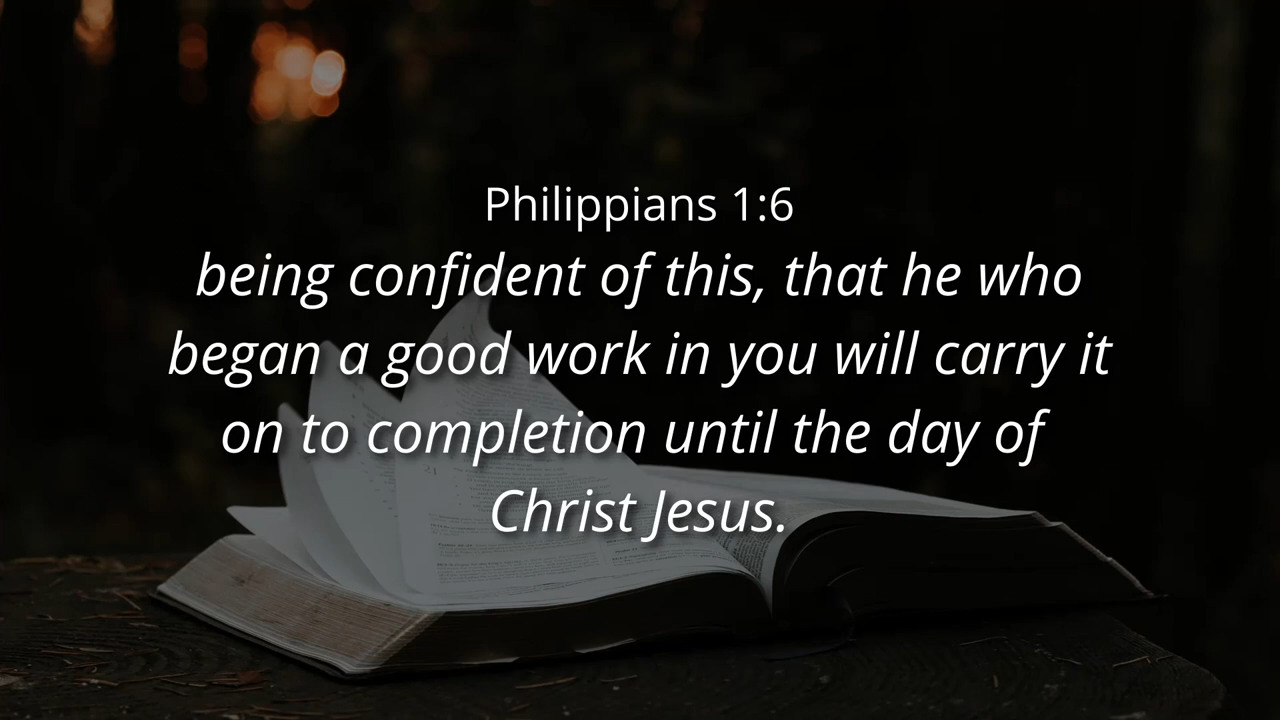 Philippians 1:6
being confident of this, that he who
began a good work in you will carry it
on to completion until the day of
Christ Jesus.